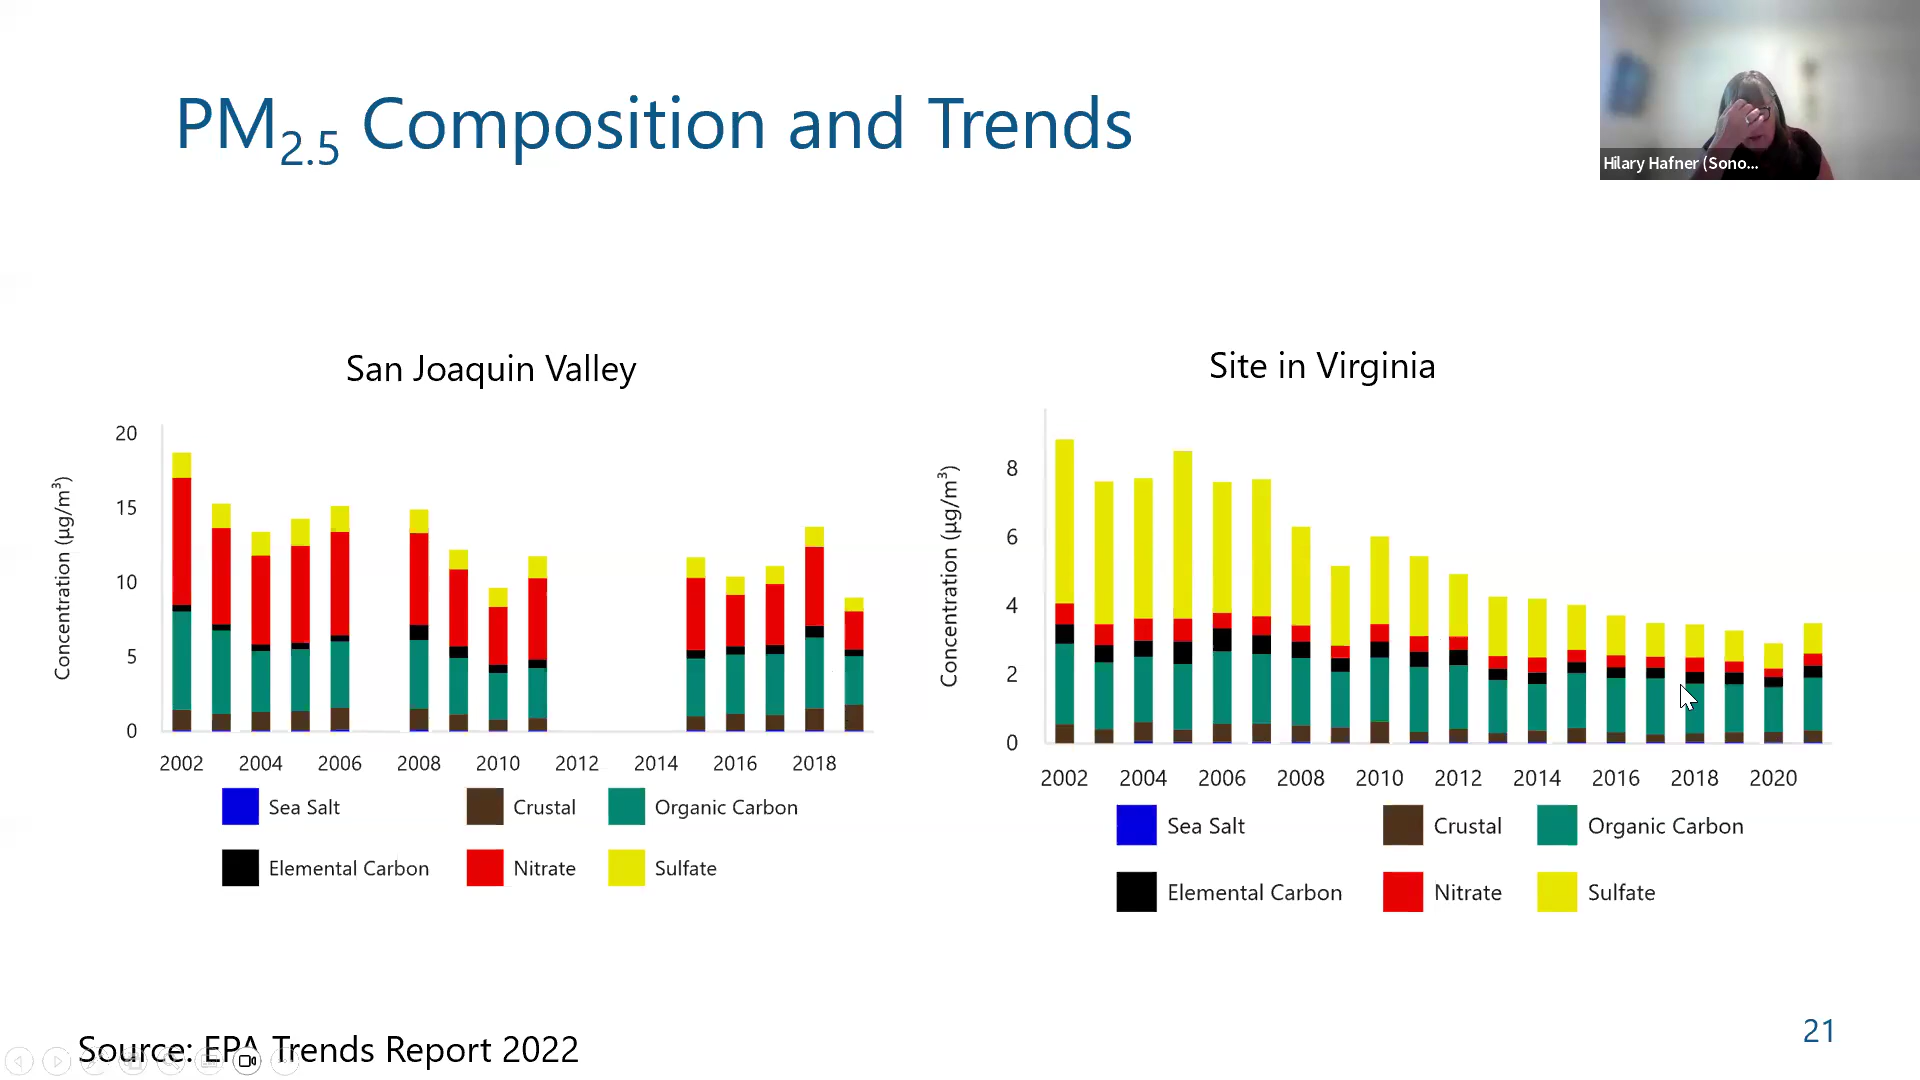 PM2.5 Composition and Trends
Hilary Hafner (Sono...
San Joaquin Valley
Site in Virginia
Concentration (µg/m³)
20
15
10
5
0
2002 2004 2006 2008 2010 2012 2014 2016 2018
Sea Salt Crustal Organic Carbon
Elemental Carbon Nitrate Sulfate
Concentration (µg/m³)
8
6
4
2
0
2002 2004 2006 2008 2010 2012 2014 2016 2018 2020
Sea Salt Crustal Organic Carbon
Elemental Carbon Nitrate Sulfate
Source: EPA Trends Report 2022
21